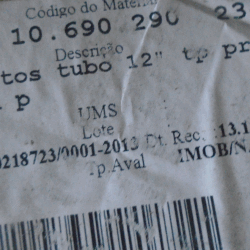 Código do Mater
10.690 290 23
Descrição
tos tubo 12" tp pr
p
UMS
Lote
0218723/0001-2013 Dt. Rec. :13.1
Tp.Aval IMOB/N